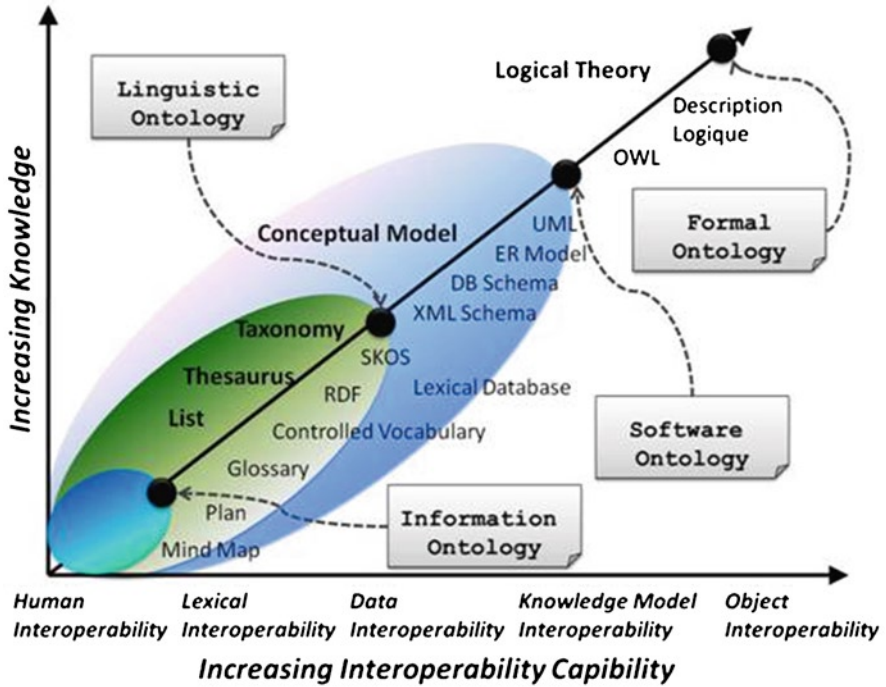 Increasing Knowledge
Linguistic
Ontology
Logical Theory
Description
Logique
OWL
Formal
Ontology
Conceptual Model
UML
ER Model
DB Schema
XML Schema
Taxonomy
SKOS
Thesaurus
RDF
Lexical Database
List
Controlled Vocabulary
Software
Ontology
Glossary
Plan
Information
Ontology
Mind Map
Human
Interoperability
Lexical
Interoperability
Data
Interoperability
Knowledge Model
Interoperability
Object
Interoperability
Increasing Interoperability Capibility